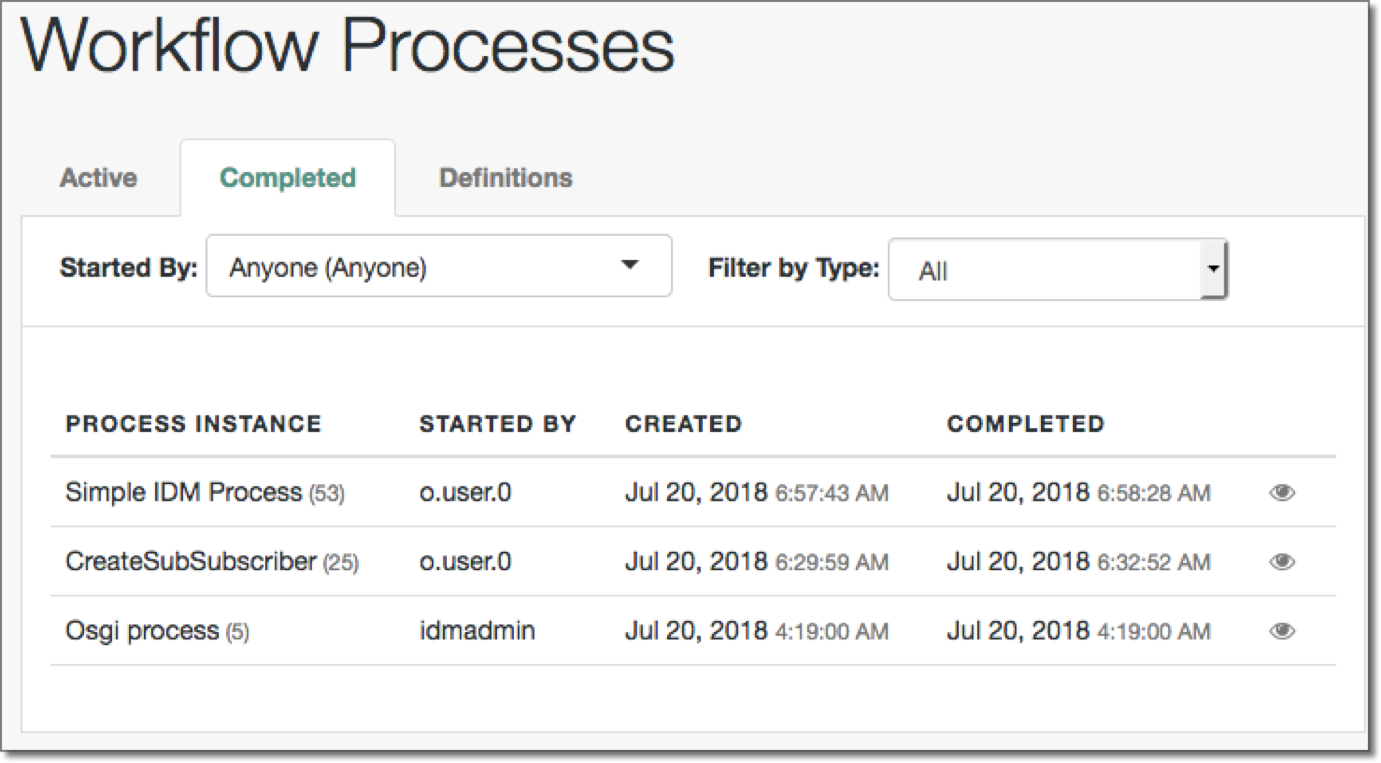 Workflow Processes
Active Completed Definitions
Started By: Anyone (Anyone) Filter by Type: All
PROCESS INSTANCE STARTED BY CREATED COMPLETED
Simple IDM Process (53) o.user.0 Jul 20, 2018 6:57:43 AM Jul 20, 2018 6:58:28 AM
CreateSubSubscriber (25) o.user.0 Jul 20, 2018 6:29:59 AM Jul 20, 2018 6:32:52 AM
Osgi process (5) idmadmin Jul 20, 2018 4:19:00 AM Jul 20, 2018 4:19:00 AM